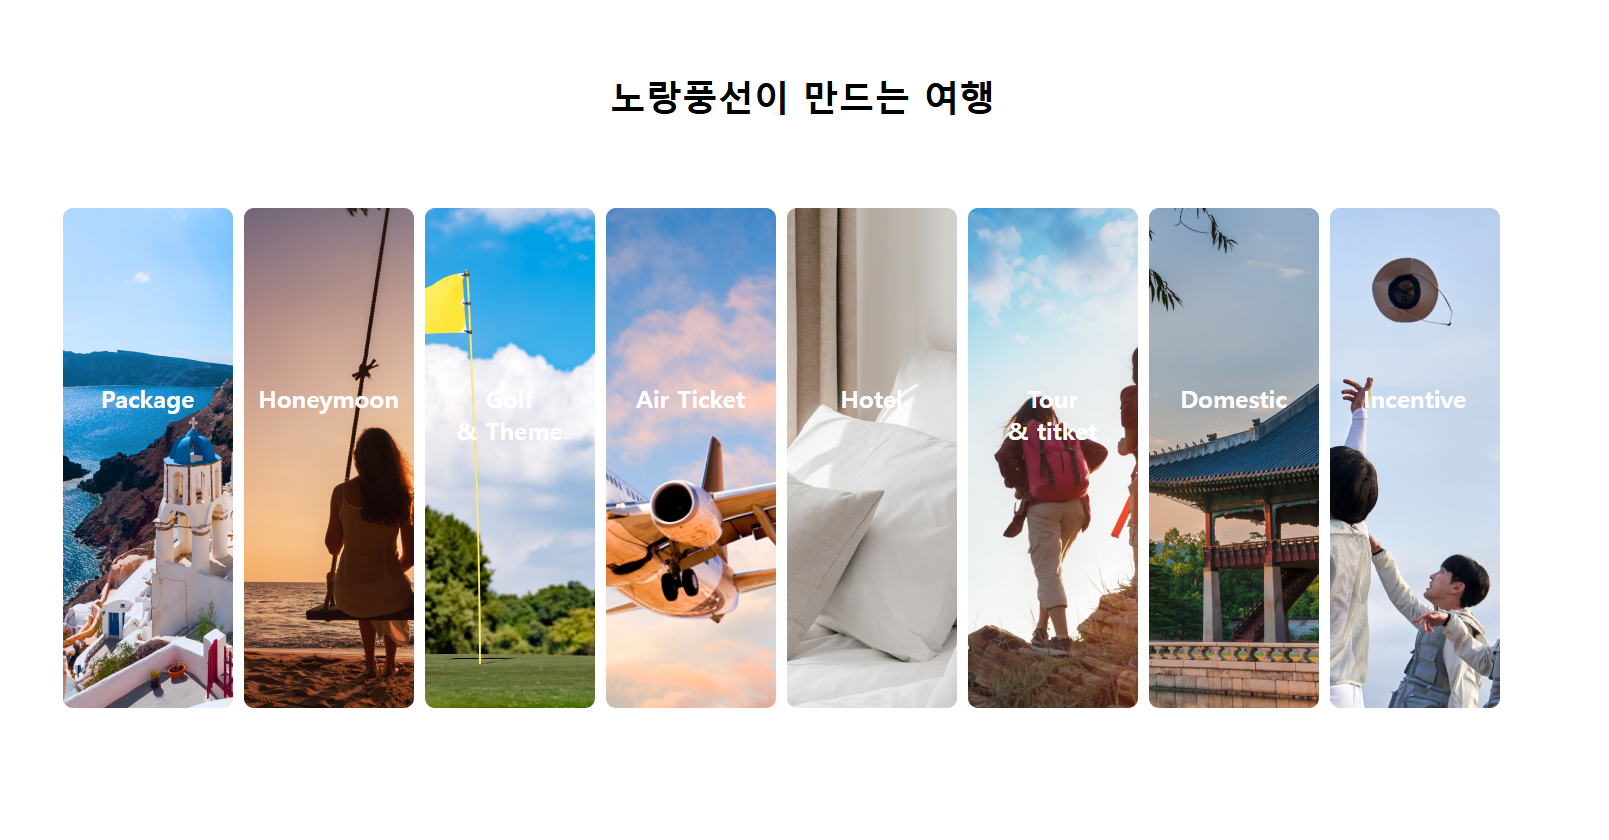 노랑풍선이 만드는 여행
Package
Honeymoon
Golf
& Theme
Air Ticket
Hotel
Tour
& titket
Domestic
Incentive